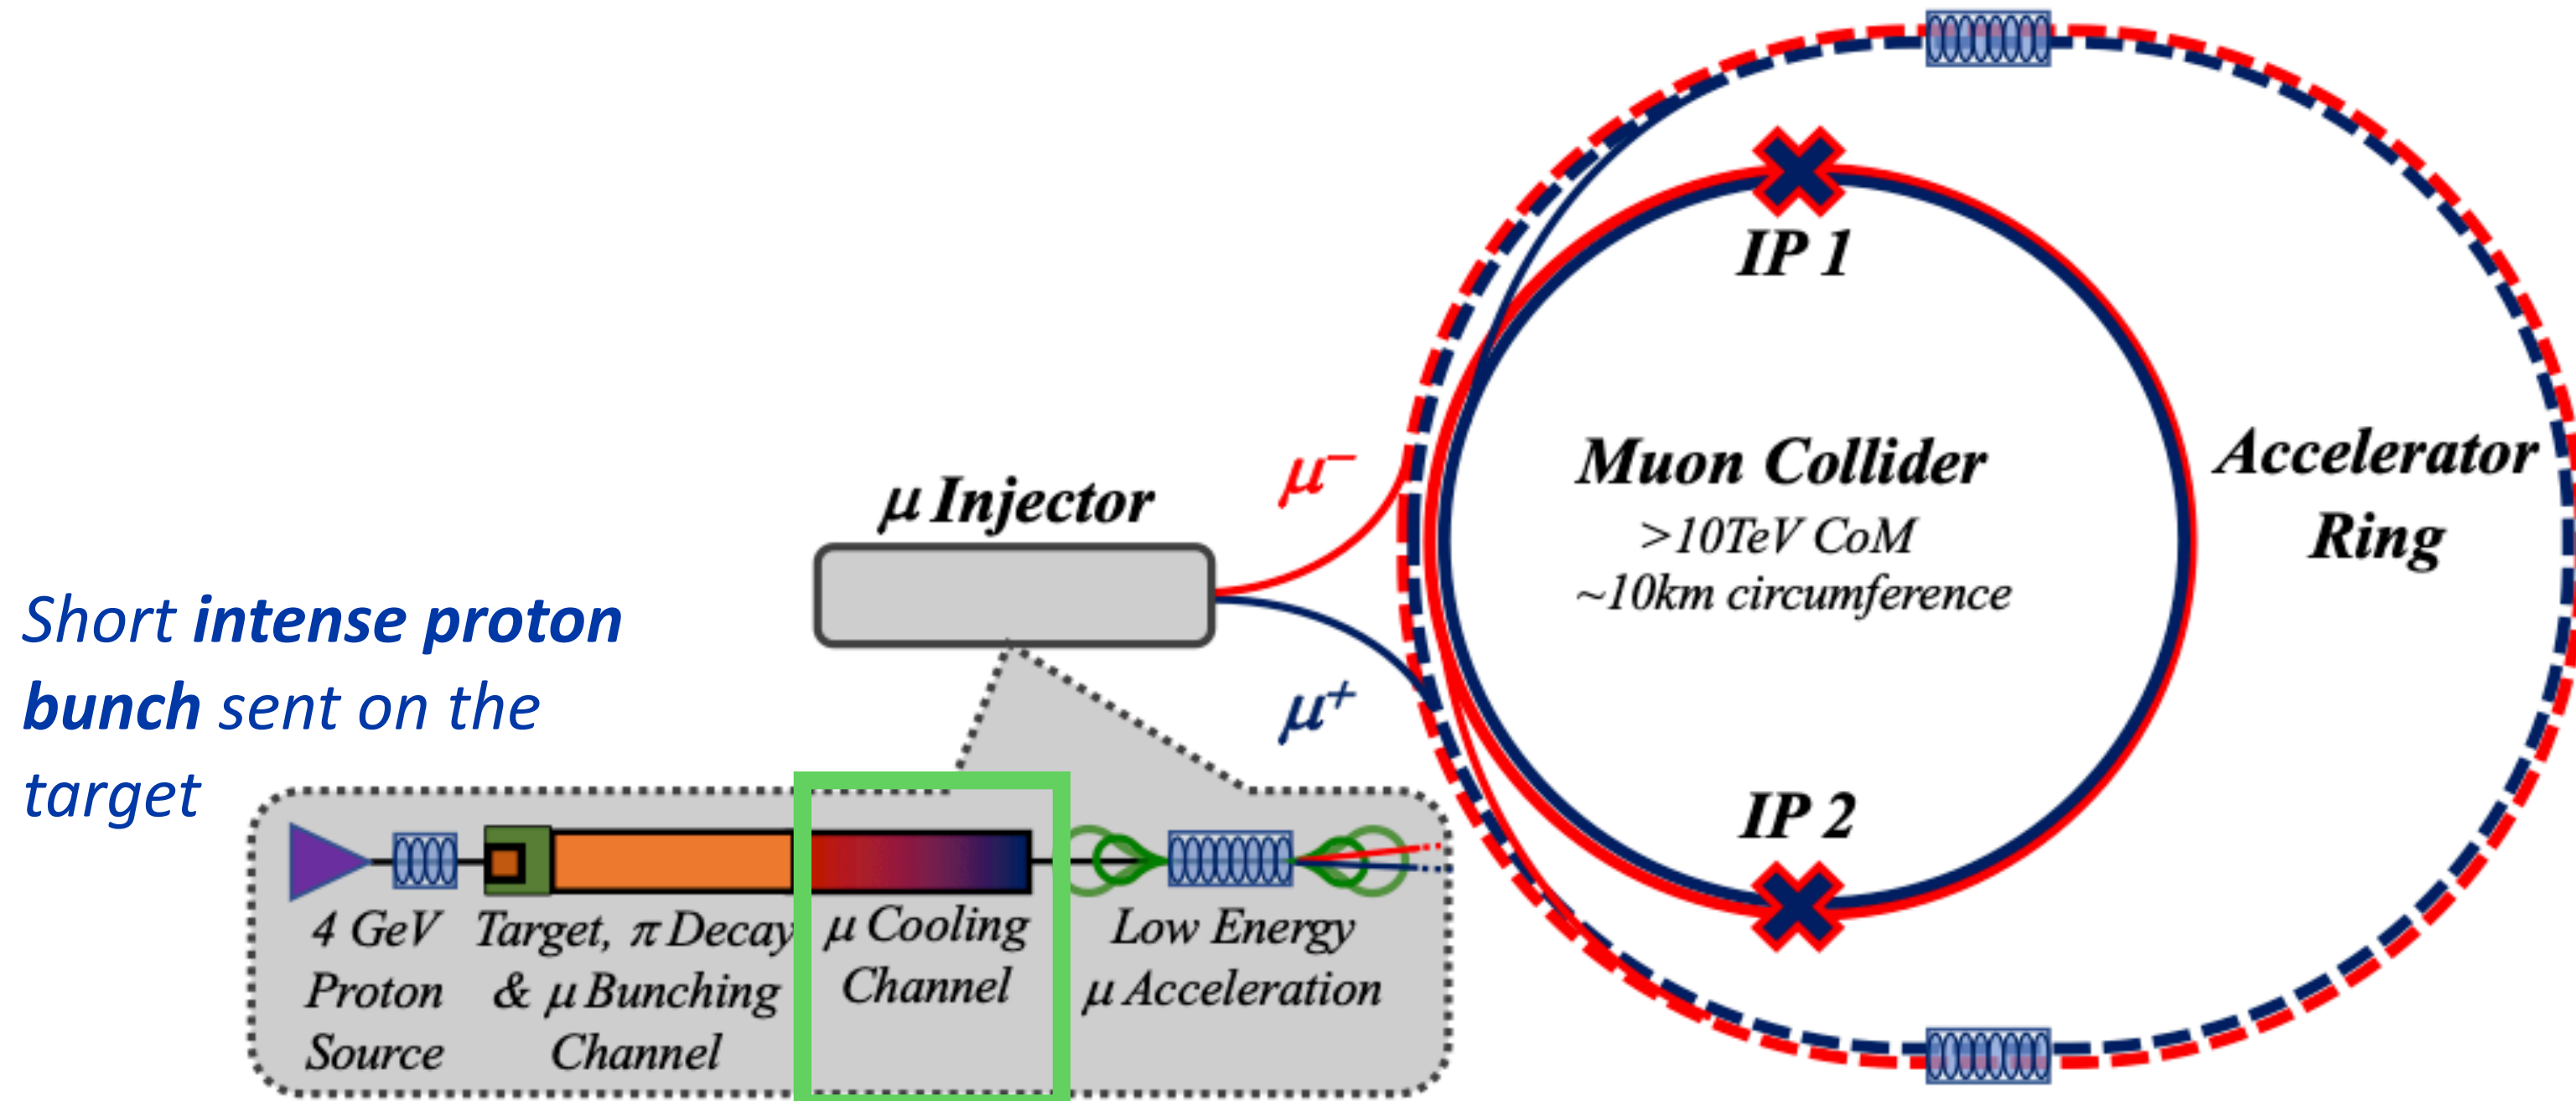 Short intense proton
bunch sent on the
target
μ Injector
μ−
μ+
IP 1
Muon Collider
>10TeV CoM
~10km circumference
IP 2
Accelerator
Ring
4 GeV
Proton
Source
Target, π Decay
& μ Bunching
Channel
μ Cooling
Channel
Low Energy
μ Acceleration